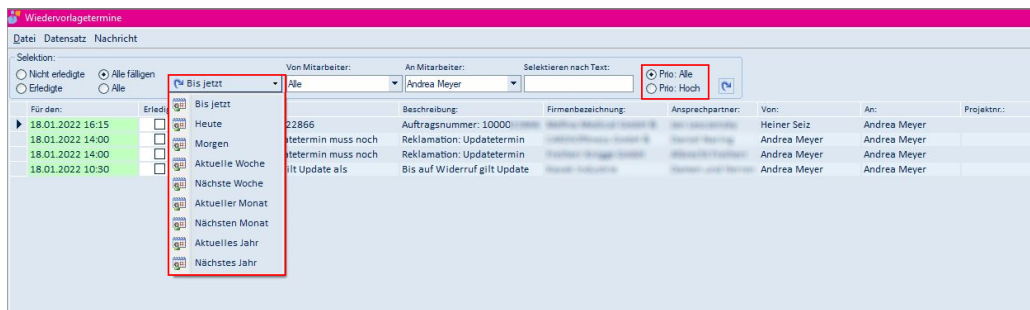 Wiedervorlagetermine
Datei Datensatz Nachricht
Selektion:
Von Mitarbeiter: An Mitarbeiter: Selektieren nach Text:
Nicht erledigte Alle fälligen Prio: Alle
Bis jetzt Alle Andrea Meyer
Erledigte Alle Prio: Hoch
Für den: Beschreibung: Firmenbezeichnung: Ansprechpartner: Von: An: Projektnr.:
Bis jetzt
18.01.2022 16:15 Heute 22866 Auftragsnummer: 10000 Heiner Seiz Andrea Meyer
18.01.2022 14:00 Morgen muss noch Reklamation: Updatetermin Andrea Meyer Andrea Meyer
18.01.2022 14:00 Aktuelle Woche muss noch Reklamation: Updatetermin Andrea Meyer Andrea Meyer
18.01.2022 10:30 Update als Bis auf Widerruf gilt Update Andrea Meyer Andrea Meyer
Nächste Woche
Aktueller Monat
Nächsten Monat
Aktuelles Jahr
Nächstes Jahr